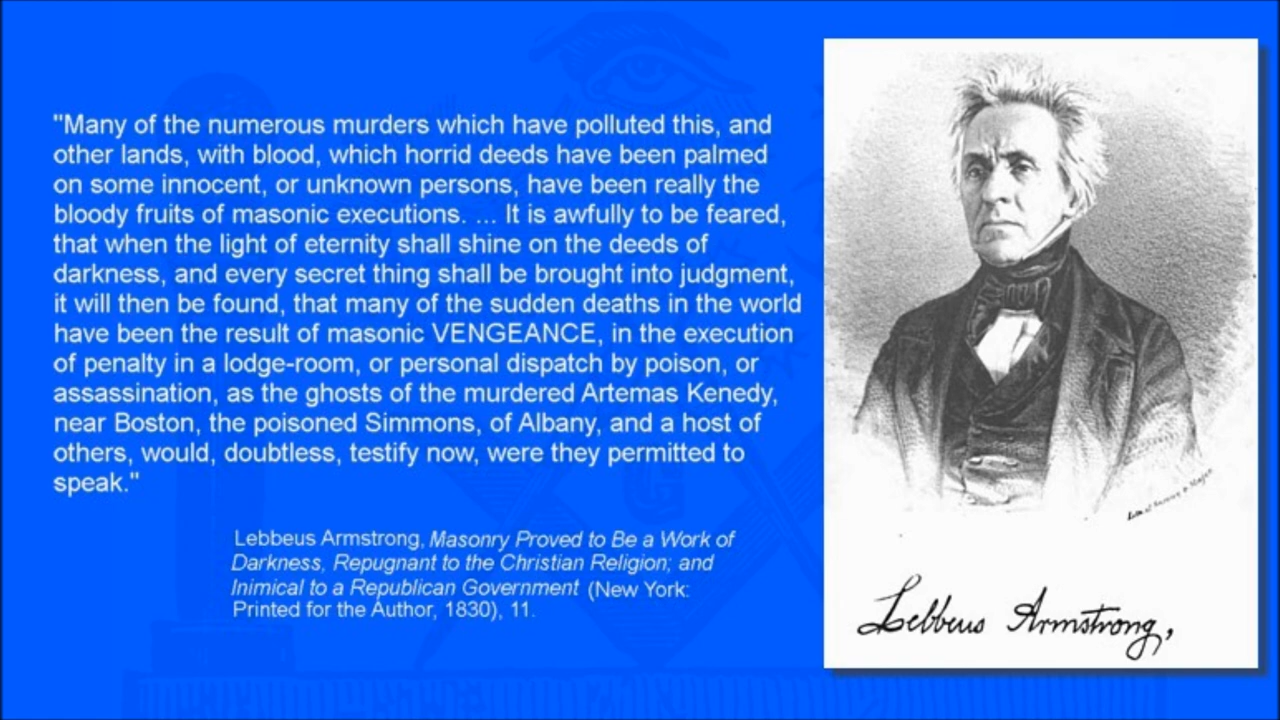 "Many of the numerous murders which have polluted this, and
other lands, with blood, which horrid deeds have been palmed
on some innocent, or unknown persons, have been really the
bloody fruits of masonic executions. ... It is awfully to be feared,
that when the light of eternity shall shine on the deeds of
darkness, and every secret thing shall be brought into judgment,
it will then be found, that many of the sudden deaths in the world
have been the result of masonic VENGEANCE, in the execution
of penalty in a lodge-room, or personal dispatch by poison, or
assassination, as the ghosts of the murdered Artemas Kenedy,
near Boston, the poisoned Simmons, of Albany, and a host of
others, would, doubtless, testify now, were they permitted to
speak."
Lebbeus Armstrong, Masonry Proved to Be a Work of
Darkness, Repugnant to the Christian Religion; and
Inimical to a Republican Government (New York:
Printed for the Author, 1830), 11.
Lebbeus Armstrong,